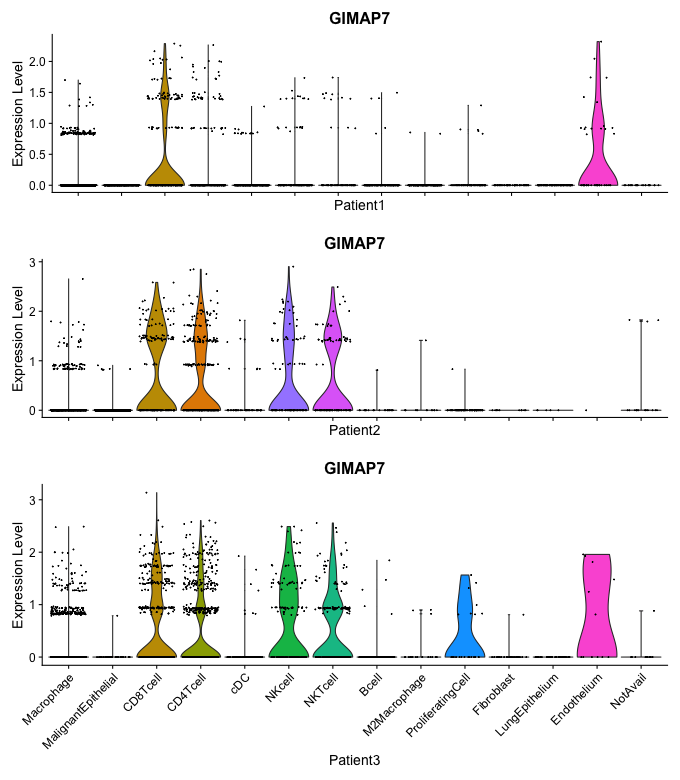 GIMAP7
Expression Level
2.0
1.5
1.0
0.5
0.0
Patient1
GIMAP7
Expression Level
3
2
1
0
Patient2
GIMAP7
Expression Level
3
2
1
0
Macrophage
MalignantEpithelial
CD8Tcell
CD4Tcell
cDC
NKcell
NKTcell
Bcell
M2Macrophage
ProliferatingCell
Fibroblast
LungEpithelium
Endothelium
NotAvail
Patient3